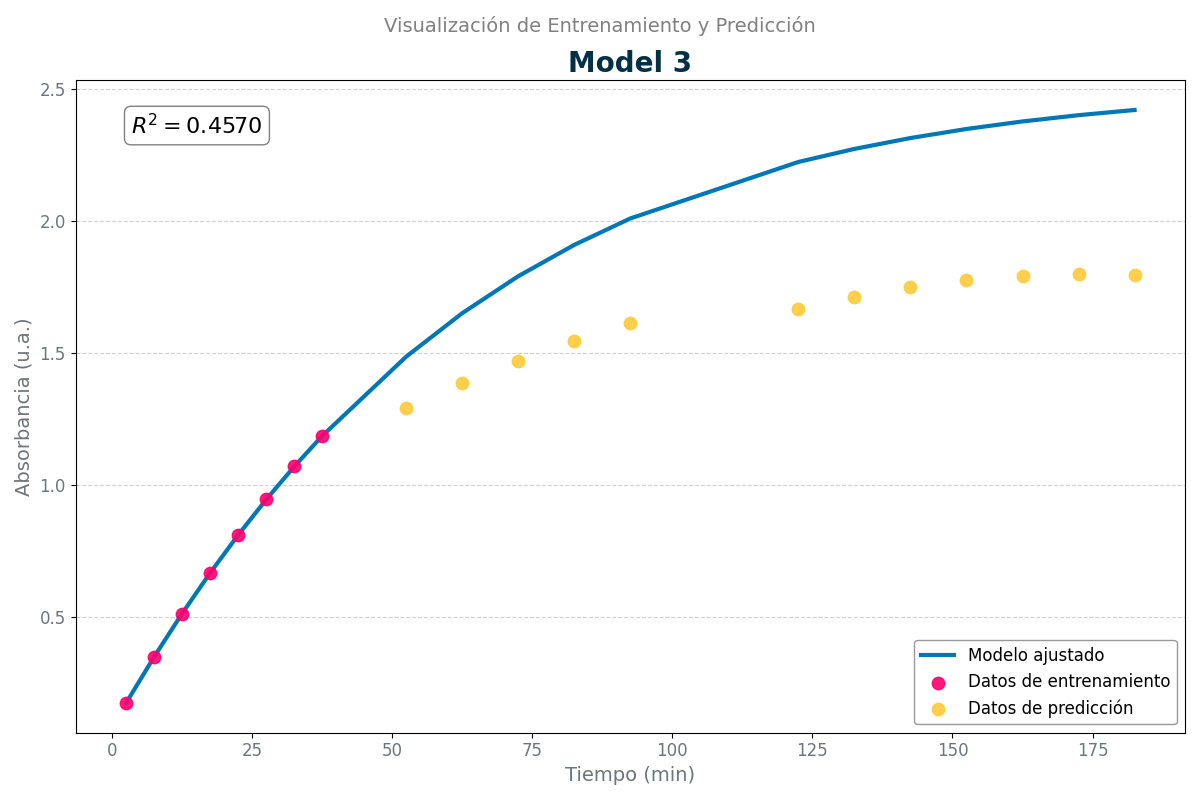 Visualización de Entrenamiento y Predicción
Model 3
R² = 0.4570
2.5
2.0
1.5
1.0
0.5
Absorbancia (u.a.)
0
25
50
75
100
125
150
175
Tiempo (min)
Modelo ajustado
Datos de entrenamiento
Datos de predicción